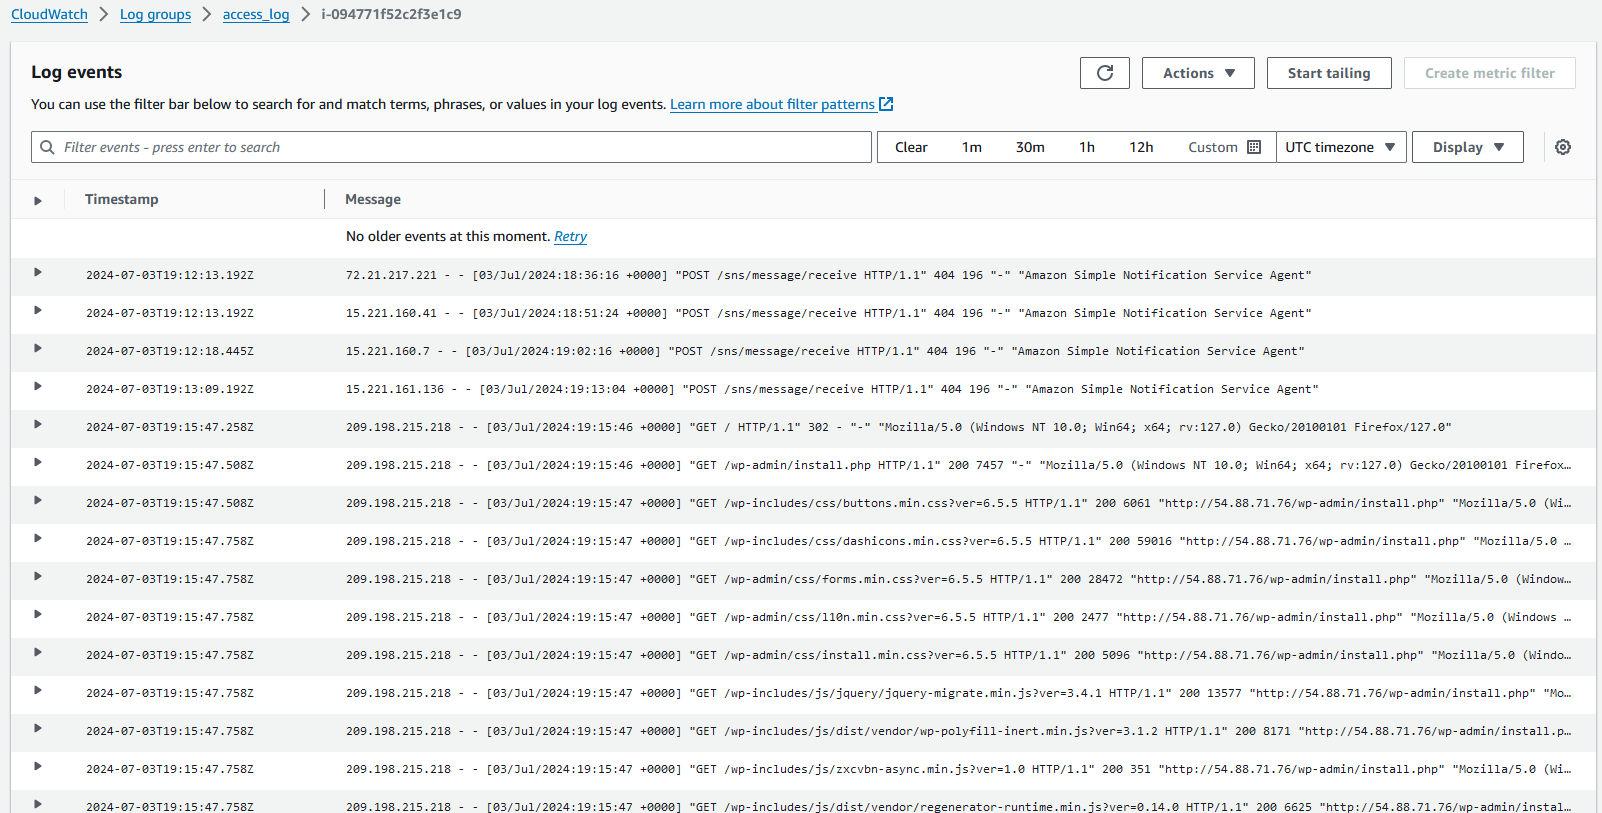 CloudWatch > Log groups > access_log > i-094771f52c2f3e1c9
Log events
Actions ▼ Start tailing Create metric filter
You can use the filter bar below to search for and match terms, phrases, or values in your log events. Learn more about filter patterns
Filter events - press enter to search Clear 1m 30m 1h 12h Custom UTC timezone ▼ Display ▼
Timestamp Message
No older events at this moment. Retry
2024-07-03T19:12:13.192Z 72.21.217.221 - - [03/Jul/2024:18:36:16 +0000] "POST /sns/message/receive HTTP/1.1" 404 196 "-" "Amazon Simple Notification Service Agent"
2024-07-03T19:12:13.192Z 15.221.160.41 - - [03/Jul/2024:18:51:24 +0000] "POST /sns/message/receive HTTP/1.1" 404 196 "-" "Amazon Simple Notification Service Agent"
2024-07-03T19:12:18.445Z 15.221.160.7 - - [03/Jul/2024:19:02:16 +0000] "POST /sns/message/receive HTTP/1.1" 404 196 "-" "Amazon Simple Notification Service Agent"
2024-07-03T19:13:09.192Z 15.221.161.136 - - [03/Jul/2024:19:13:04 +0000] "POST /sns/message/receive HTTP/1.1" 404 196 "-" "Amazon Simple Notification Service Agent"
2024-07-03T19:15:47.258Z 209.198.215.218 - - [03/Jul/2024:19:15:46 +0000] "GET / HTTP/1.1" 302 - "-" "Mozilla/5.0 (Windows NT 10.0; Win64; x64; rv:127.0) Gecko/20100101 Firefox/127.0"
2024-07-03T19:15:47.508Z 209.198.215.218 - - [03/Jul/2024:19:15:46 +0000] "GET /wp-admin/install.php HTTP/1.1" 200 7457 "-" "Mozilla/5.0 (Windows NT 10.0; Win64; x64; rv:127.0) Gecko/20100101 Firefox…
2024-07-03T19:15:47.508Z 209.198.215.218 - - [03/Jul/2024:19:15:47 +0000] "GET /wp-includes/css/buttons.min.css?ver=6.5.5 HTTP/1.1" 200 6061 "http://54.88.71.76/wp-admin/install.php" "Mozilla/5.0 (Wi…
2024-07-03T19:15:47.758Z 209.198.215.218 - - [03/Jul/2024:19:15:47 +0000] "GET /wp-includes/css/dashicons.min.css?ver=6.5.5 HTTP/1.1" 200 59016 "http://54.88.71.76/wp-admin/install.php" "Mozilla/5.0 …
2024-07-03T19:15:47.758Z 209.198.215.218 - - [03/Jul/2024:19:15:47 +0000] "GET /wp-admin/css/forms.min.css?ver=6.5.5 HTTP/1.1" 200 28472 "http://54.88.71.76/wp-admin/install.php" "Mozilla/5.0 (Window…
2024-07-03T19:15:47.758Z 209.198.215.218 - - [03/Jul/2024:19:15:47 +0000] "GET /wp-admin/css/l10n.min.css?ver=6.5.5 HTTP/1.1" 200 2477 "http://54.88.71.76/wp-admin/install.php" "Mozilla/5.0 (Windows …
2024-07-03T19:15:47.758Z 209.198.215.218 - - [03/Jul/2024:19:15:47 +0000] "GET /wp-admin/css/install.min.css?ver=6.5.5 HTTP/1.1" 200 5096 "http://54.88.71.76/wp-admin/install.php" "Mozilla/5.0 (Windo…
2024-07-03T19:15:47.758Z 209.198.215.218 - - [03/Jul/2024:19:15:47 +0000] "GET /wp-includes/js/jquery/jquery-migrate.min.js?ver=3.4.1 HTTP/1.1" 200 13577 "http://54.88.71.76/wp-admin/install.php" "Mo…
2024-07-03T19:15:47.758Z 209.198.215.218 - - [03/Jul/2024:19:15:47 +0000] "GET /wp-includes/js/dist/vendor/wp-polyfill-inert.min.js?ver=3.1.2 HTTP/1.1" 200 8171 "http://54.88.71.76/wp-admin/install.p…
2024-07-03T19:15:47.758Z 209.198.215.218 - - [03/Jul/2024:19:15:47 +0000] "GET /wp-includes/js/zxcvbn-async.min.js?ver=1.0 HTTP/1.1" 200 351 "http://54.88.71.76/wp-admin/install.php" "Mozilla/5.0 (Wi…
2024-07-03T19:15:47.758Z 209.198.215.218 - - [03/Jul/2024:19:15:47 +0000] "GET /wp-includes/js/dist/vendor/regenerator-runtime.min.js?ver=0.14.0 HTTP/1.1" 200 6625 "http://54.88.71.76/wp-admin/instal…